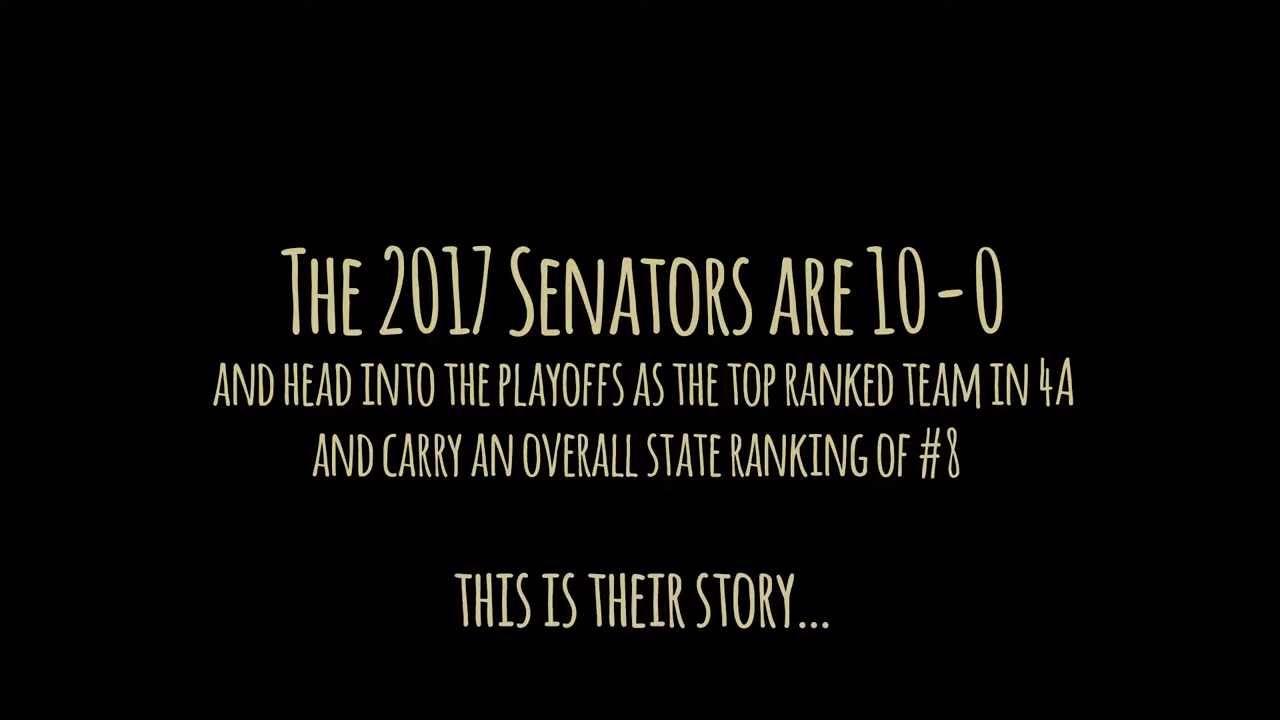 The 2017 Senators are 10-0
and head into the playoffs as the top ranked team in 4A
and carry an overall state ranking of #8
this is their story...